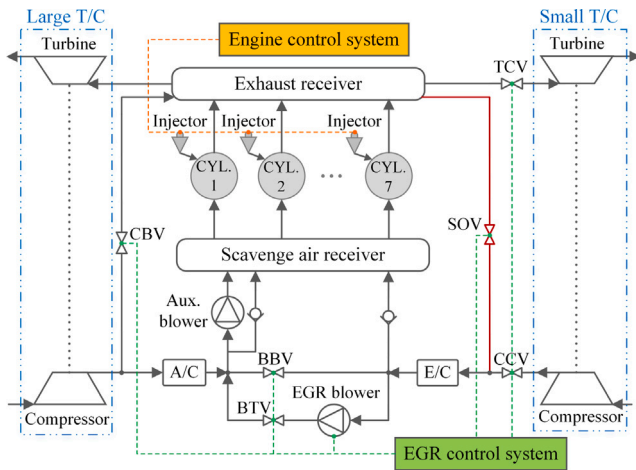 Large T/C
Small T/C
Engine control system
Turbine
Turbine
TCV
Exhaust receiver
Injector
Injector
Injector
CYL.
1
CYL.
2
...
CYL.
7
CBV
SOV
Scavenge air receiver
Aux.
blower
BBV
CCV
A/C
E/C
EGR blower
BTV
Compressor
Compressor
EGR control system